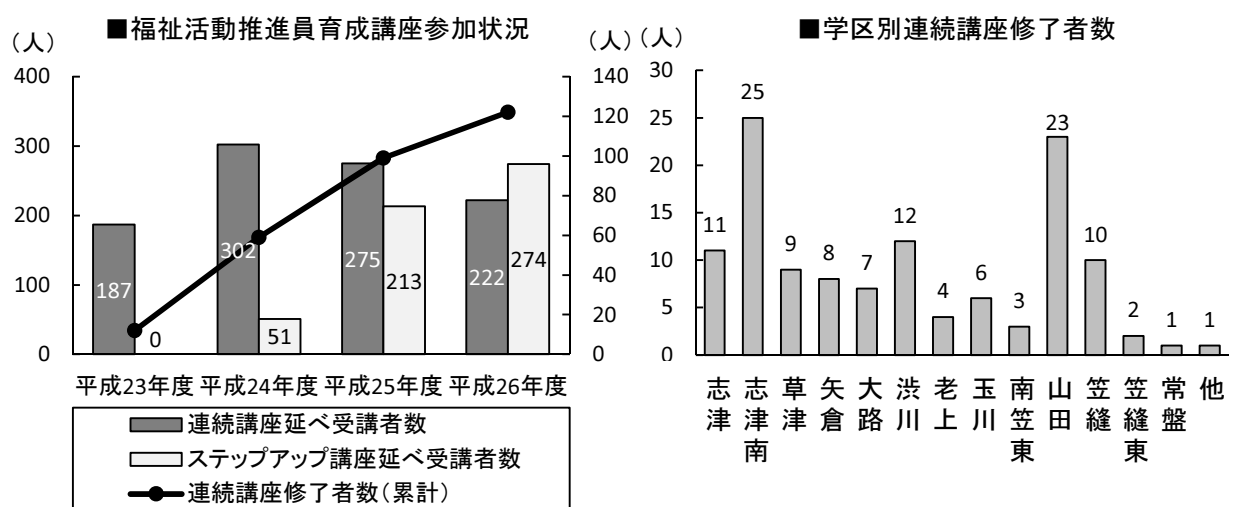 ■福祉活動推進員育成講座参加状況
(人)
(人)
400
300
200
100
0
140
120
100
80
60
40
20
0
187
0
302
51
275
213
222
274
平成23年度
平成24年度
平成25年度
平成26年度
連続講座延べ受講者数
ステップアップ講座延べ受講者数
連続講座修了者数(累計)
■学区別連続講座修了者数
(人)
30
25
20
15
10
5
0
11
25
9
8
7
12
4
6
3
23
10
2
1
1
志津
志津南
草津
矢倉
大路
渋川
老上
玉川
南笠東
山田
笠縫
笠縫東
常盤
他